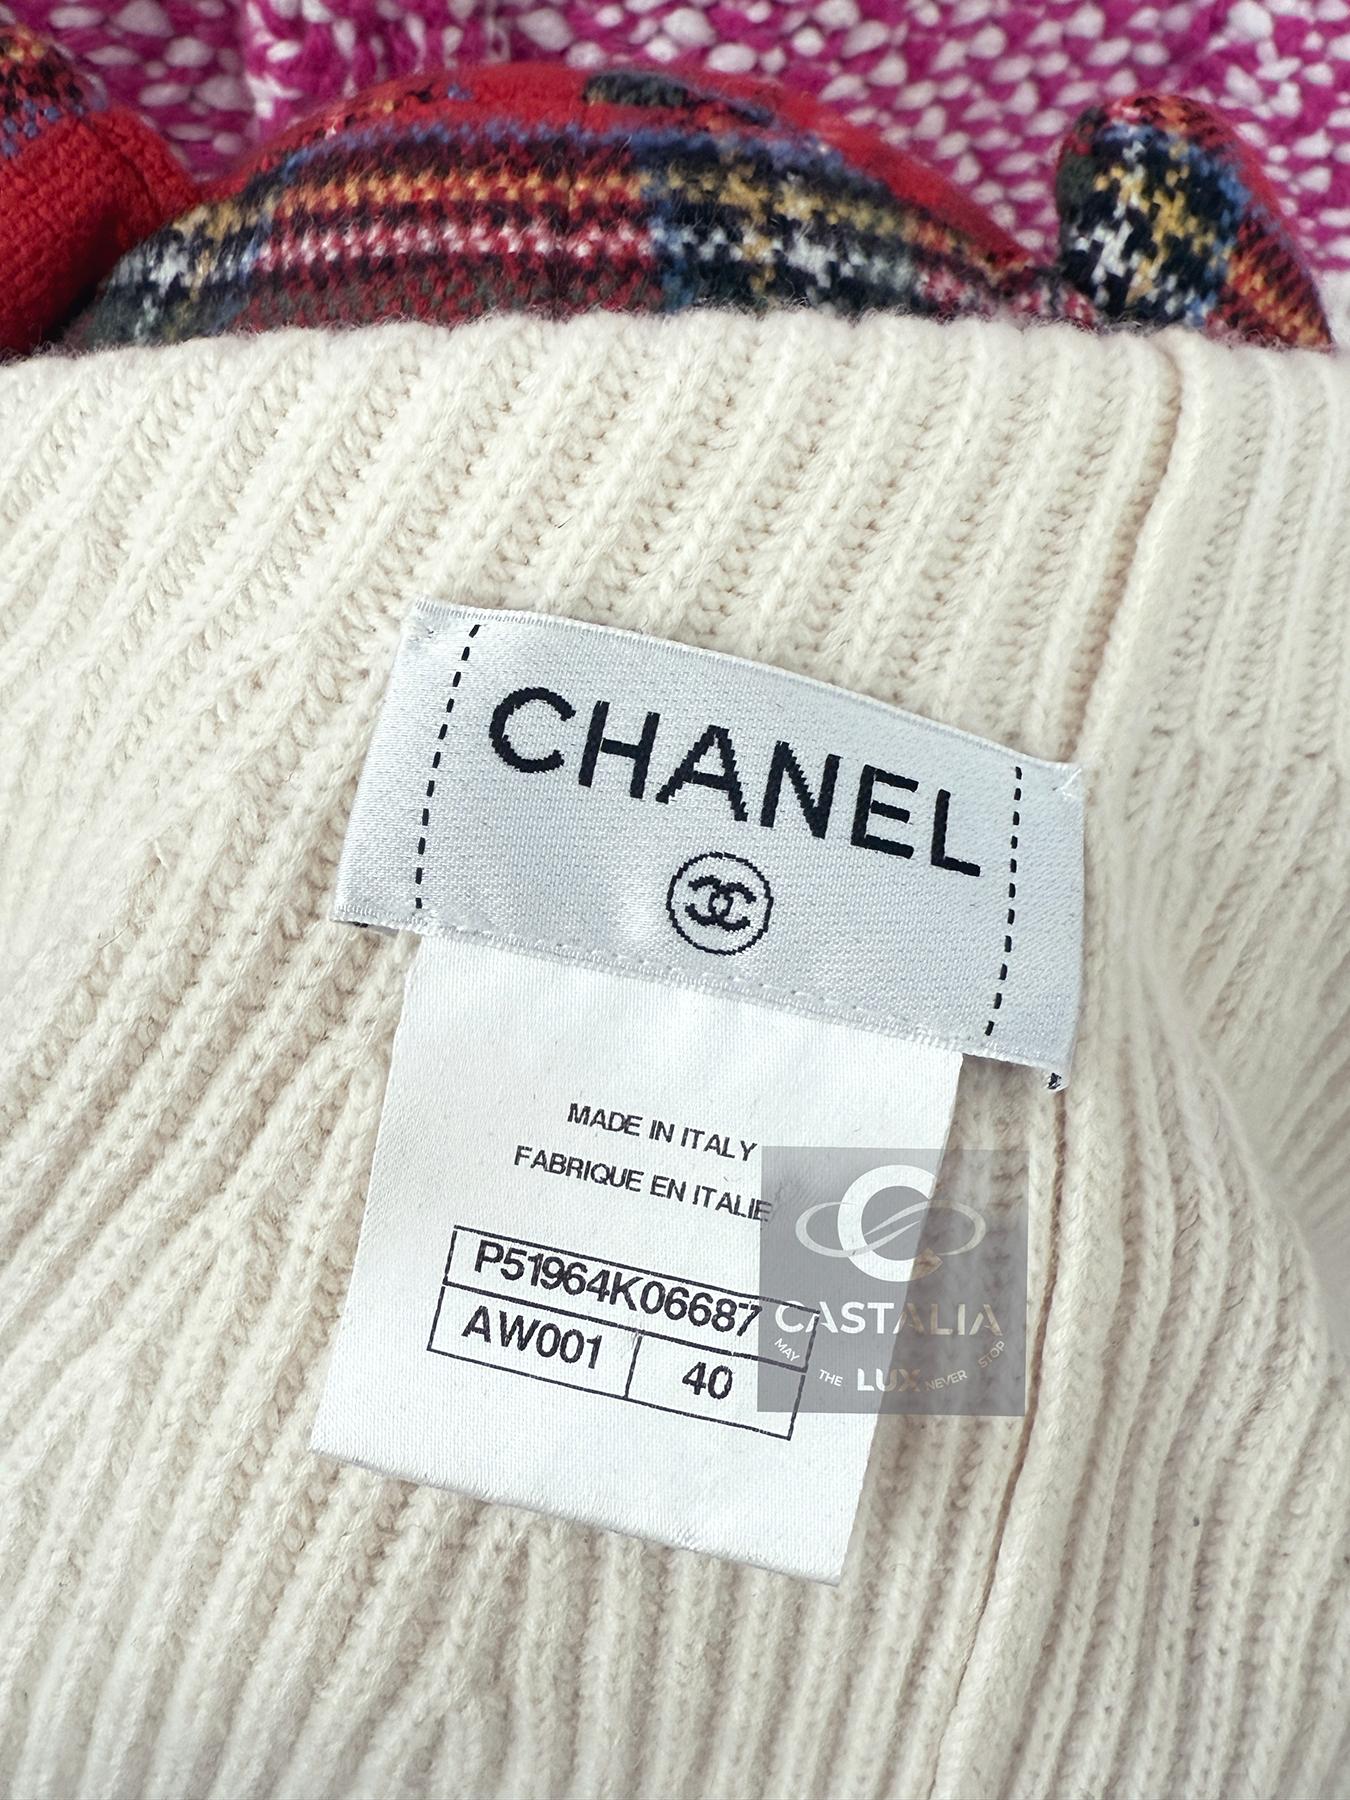 CHANEL
MADE IN ITALY
FABRIQUE EN ITALIE
P51964K06687
AW001 40
CASTALIA
MAY THE LUX NEVER STOP